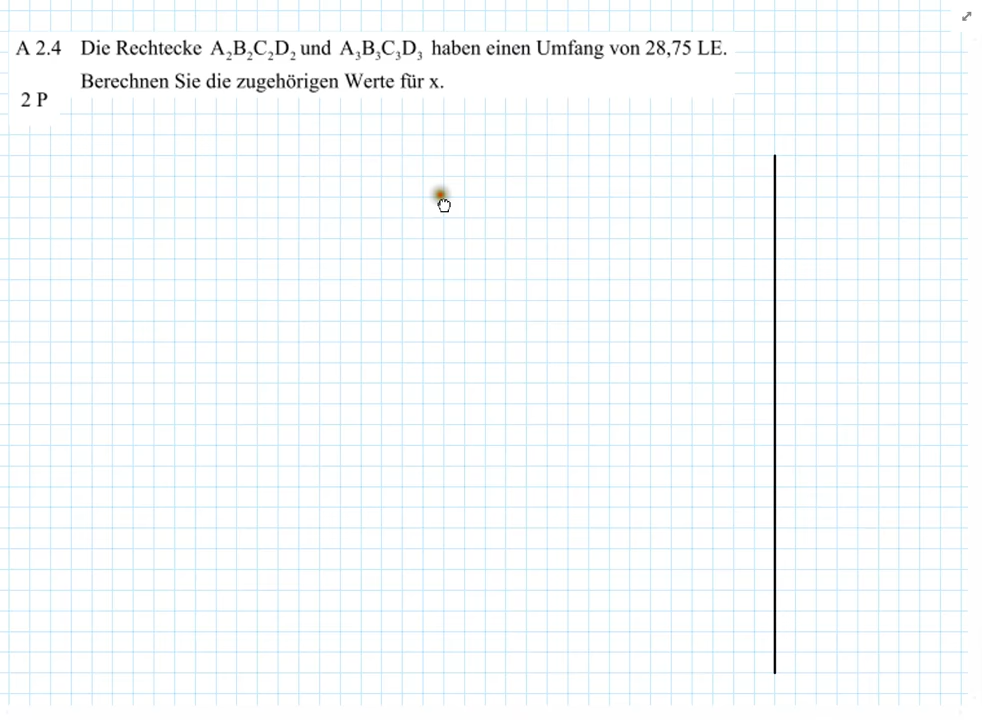 A 2.4 Die Rechtecke A₂B₂C₂D₂ und A₃B₃C₃D₃ haben einen Umfang von 28,75 LE.
Berechnen Sie die zugehörigen Werte für x.
2 P